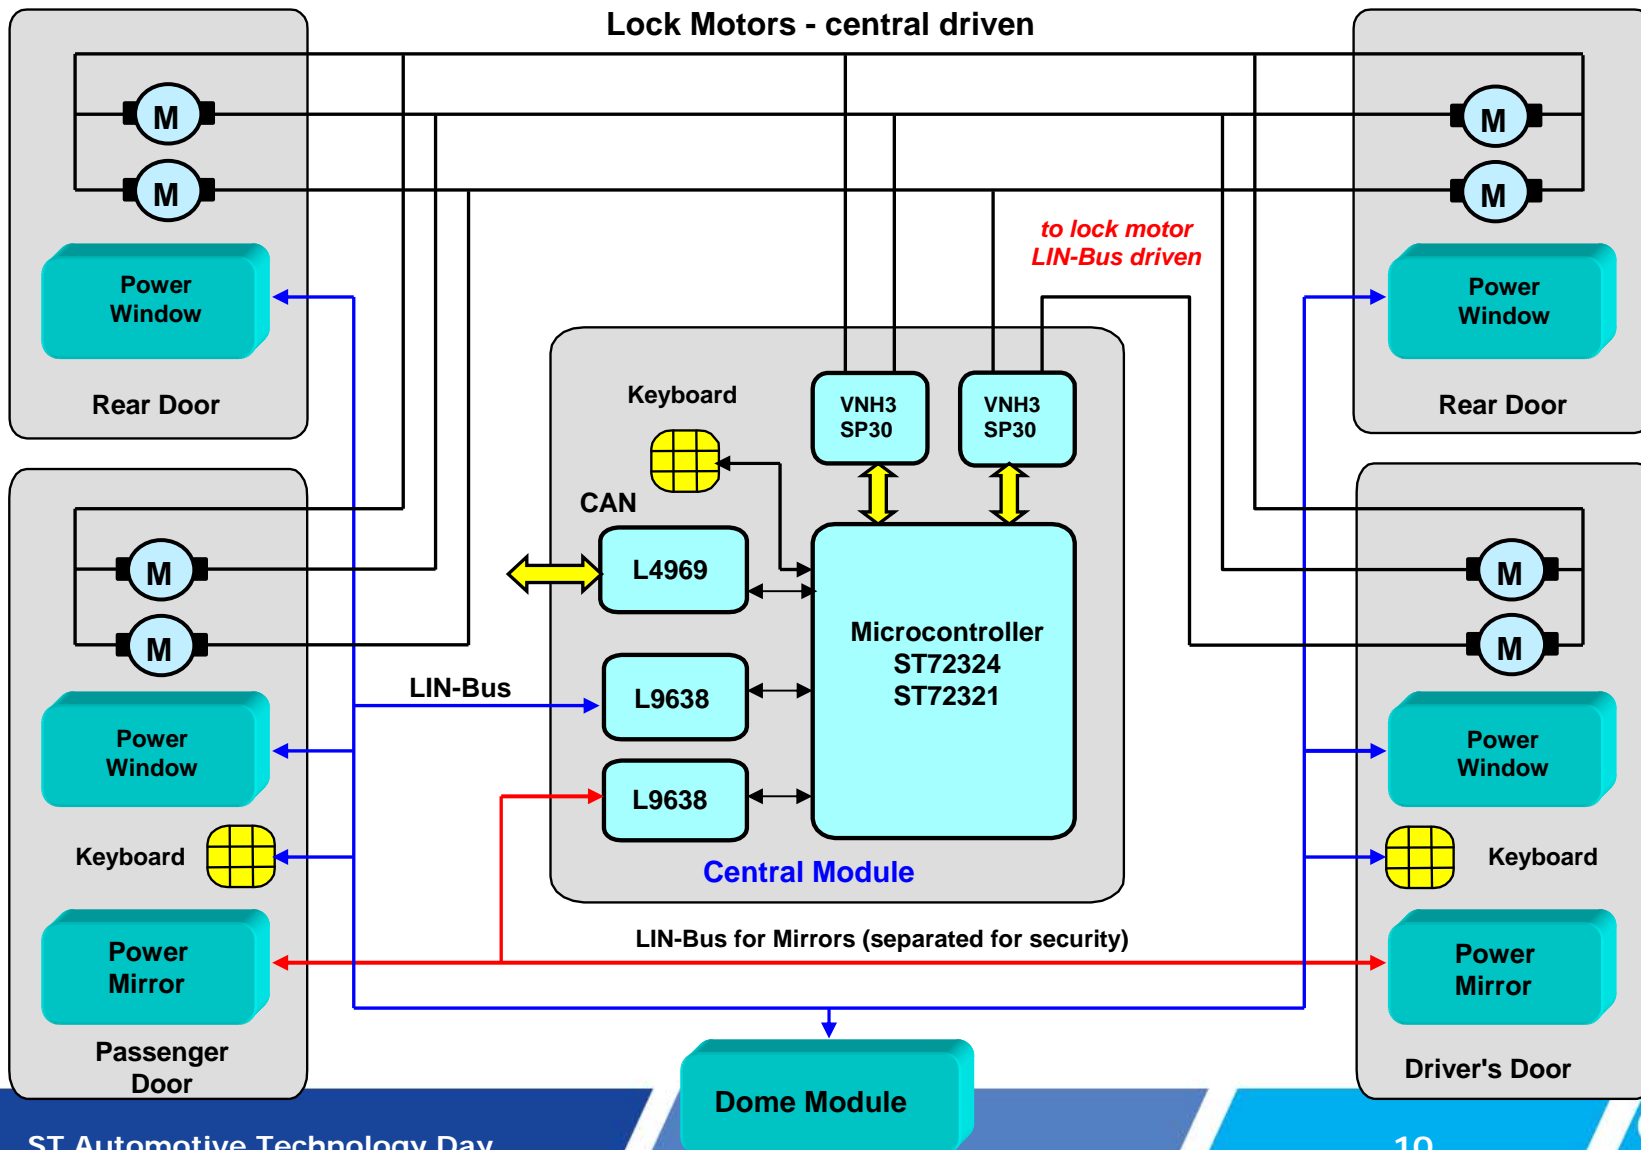 Lock Motors - central driven
M
M
Power
Window
Rear Door
M
M
Power
Window
Rear Door
to lock motor
LIN-Bus driven
Keyboard
VNH3
SP30
VNH3
SP30
CAN
L4969
Microcontroller
ST72324
ST72321
L9638
L9638
Central Module
LIN-Bus
M
M
Power
Window
Keyboard
Power
Mirror
Passenger
Door
M
M
Power
Window
Keyboard
Power
Mirror
Driver's Door
LIN-Bus for Mirrors (separated for security)
Dome Module
ST Automotive Technology Day
10